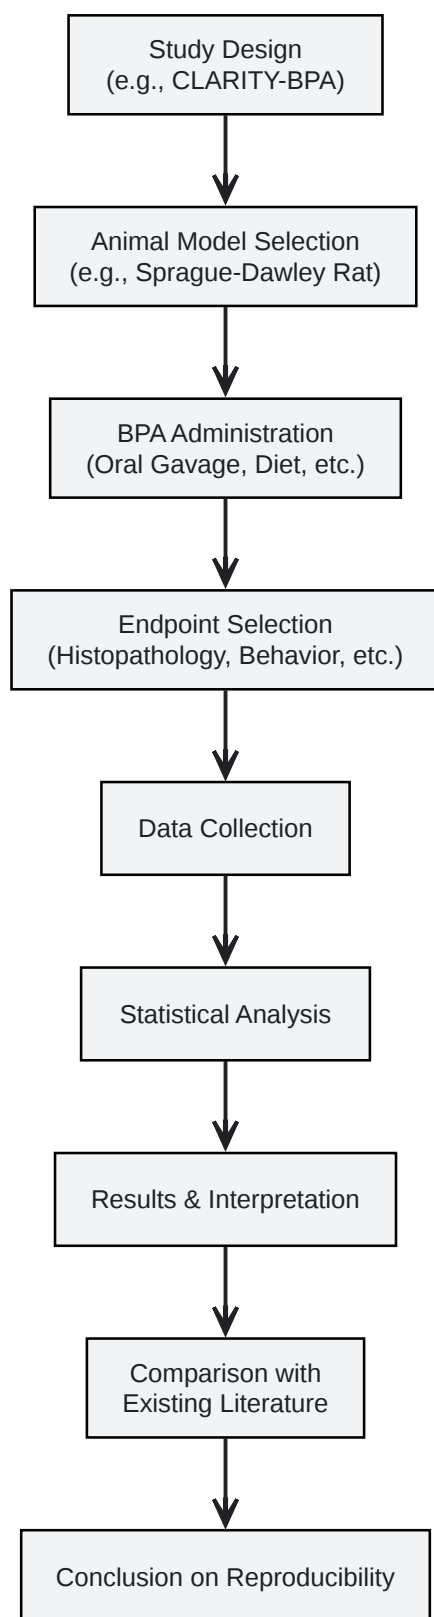 Study Design
(e.g., CLARITY-BPA)
Animal Model Selection
(e.g., Sprague-Dawley Rat)
BPA Administration
(Oral Gavage, Diet, etc.)
Endpoint Selection
(Histopathology, Behavior, etc.)
Data Collection
Statistical Analysis
Results & Interpretation
Comparison with
Existing Literature
Conclusion on Reproducibility